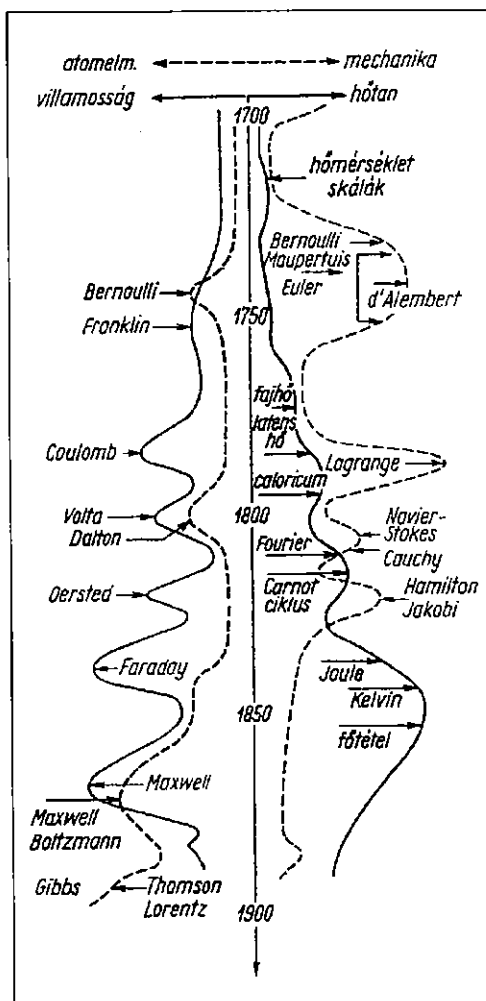 atomelm. mechanika
villamosság hőtan
1700
hőmérséklet
skálák
Bernoulli
Maupertuis
Euler
d'Alembert
Bernoulli
Fronklin
1750
fajhő
latens
hő
Coulomb
Lagrange
caloricum
Volta
Dalton
1800
Navier-
Stokes
Fourier
Cauchy
Carnot
ciklus
Hamilton
Jakobi
Oersted
Faraday
Joule
Kelvin
1850
főtétel
Maxwell
Maxwell
Boltzmann
Gibbs
Thomson
Lorentz
1900